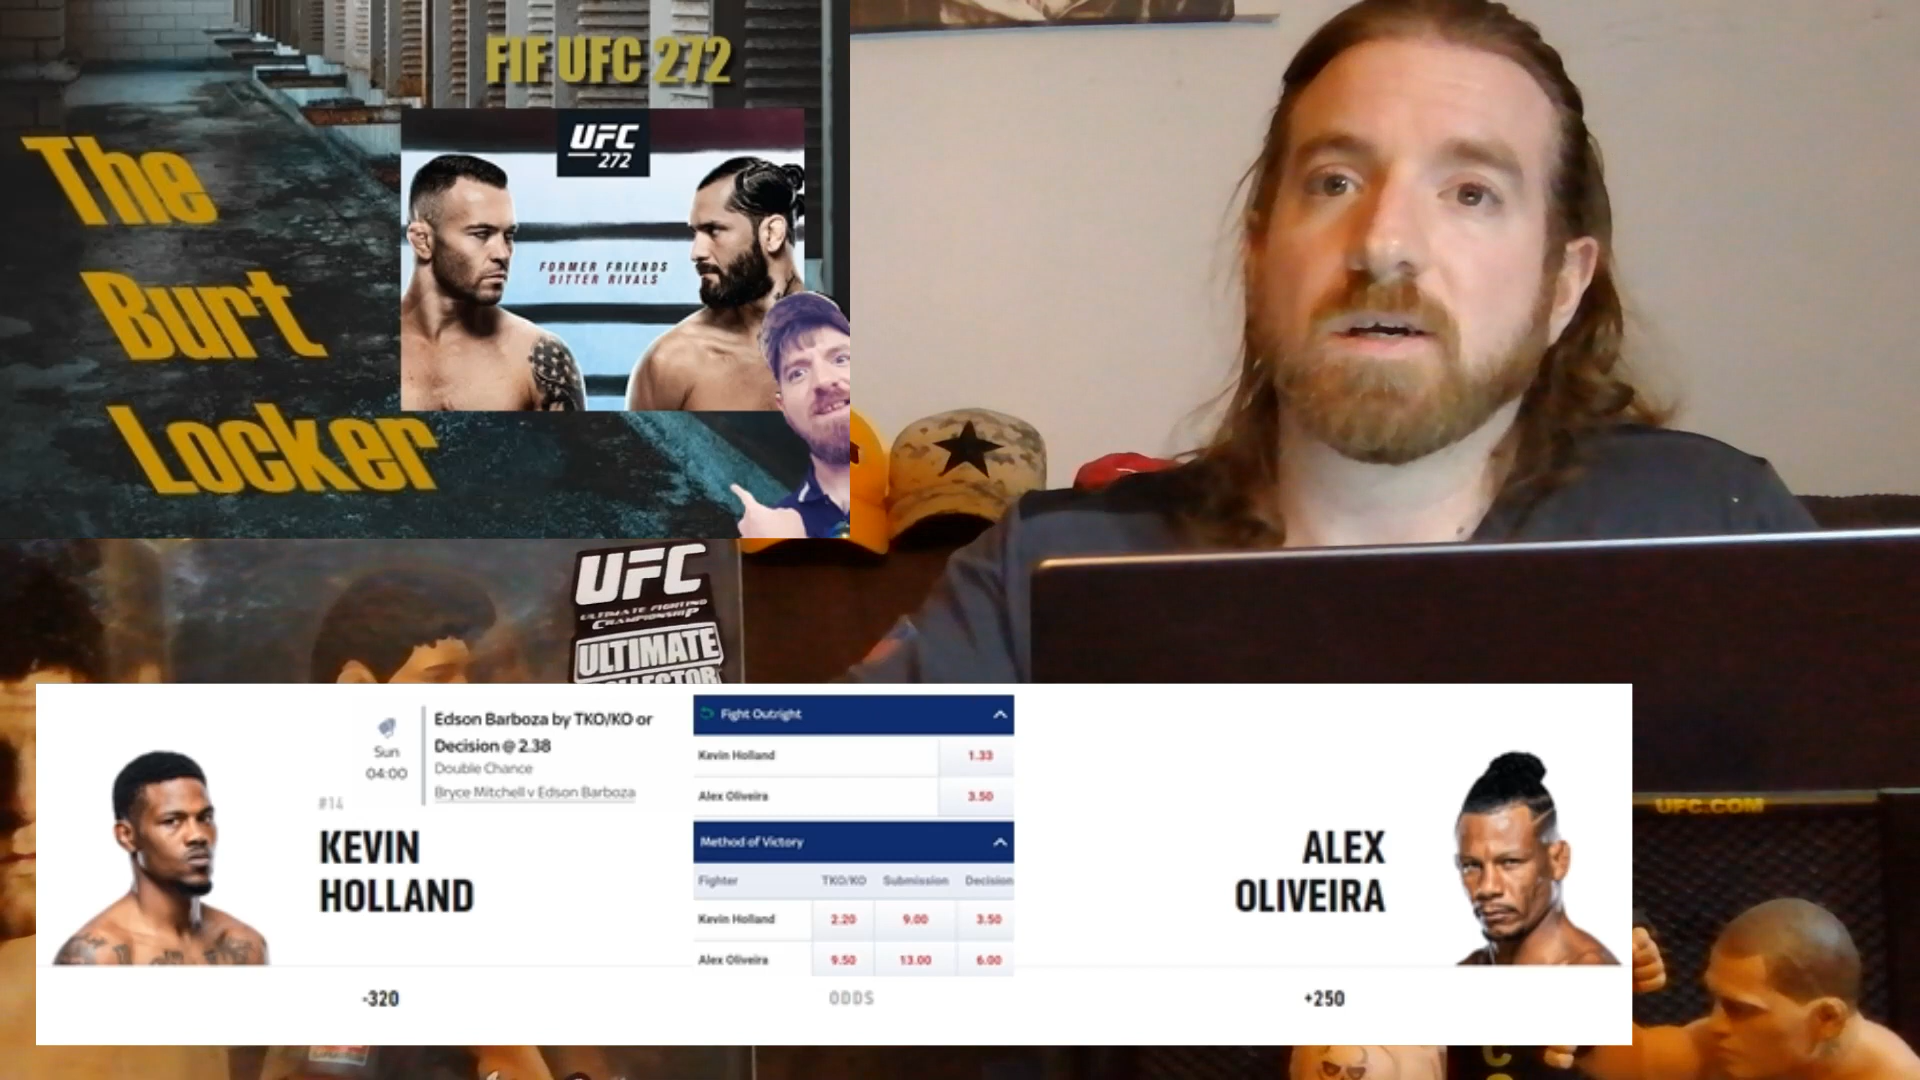 FIF UFC 272
The
Burt
Locker
UFC
272
FORMER FRIENDS
BITTER RIVALS
UFC
ULTIMATE FIGHTING
CHAMPIONSHIP
ULTIMATE
COLLECTOR
UFC.COM
Sun
04:00
Edson Barboza by TKO/KO or
Decision @ 2.38
Double Chance
Bryce Mitchell v Edson Barboza
#14
KEVIN
HOLLAND
-320
Fight Outright
Kevin Holland 1.33
Alex Oliveira 3.50
Method of Victory
Fighter TKO/KO Submission Decision
Kevin Holland 2.20 9.00 3.50
Alex Oliveira 9.50 13.00 6.00
ODDS
ALEX
OLIVEIRA
+250